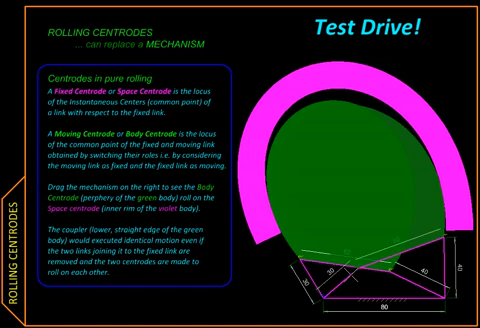 ROLLING CENTRODES
... can replace a MECHANISM
Test Drive!
Centrodes in pure rolling
A Fixed Centrode or Space Centrode is the locus
of the Instantaneous Centers (common point) of
a link with respect to the fixed link.
A Moving Centrode or Body Centrode is the locus
of the common point of the fixed and moving link
obtained by switching their roles i.e. by considering
the moving link as fixed and the fixed link as moving.
Drag the mechanism on the right to see the Body
Centrode (perphery of the green body) roll on the
Space centrode (inner rim of the violet body).
The coupler (lower, straight edge of the green
body) would executed identical motion even if
the two links joining it to the fixed link are
removed and the two centrodes are made to
roll on each other.
ROLLING CENTRODES
30
30
40
40
80